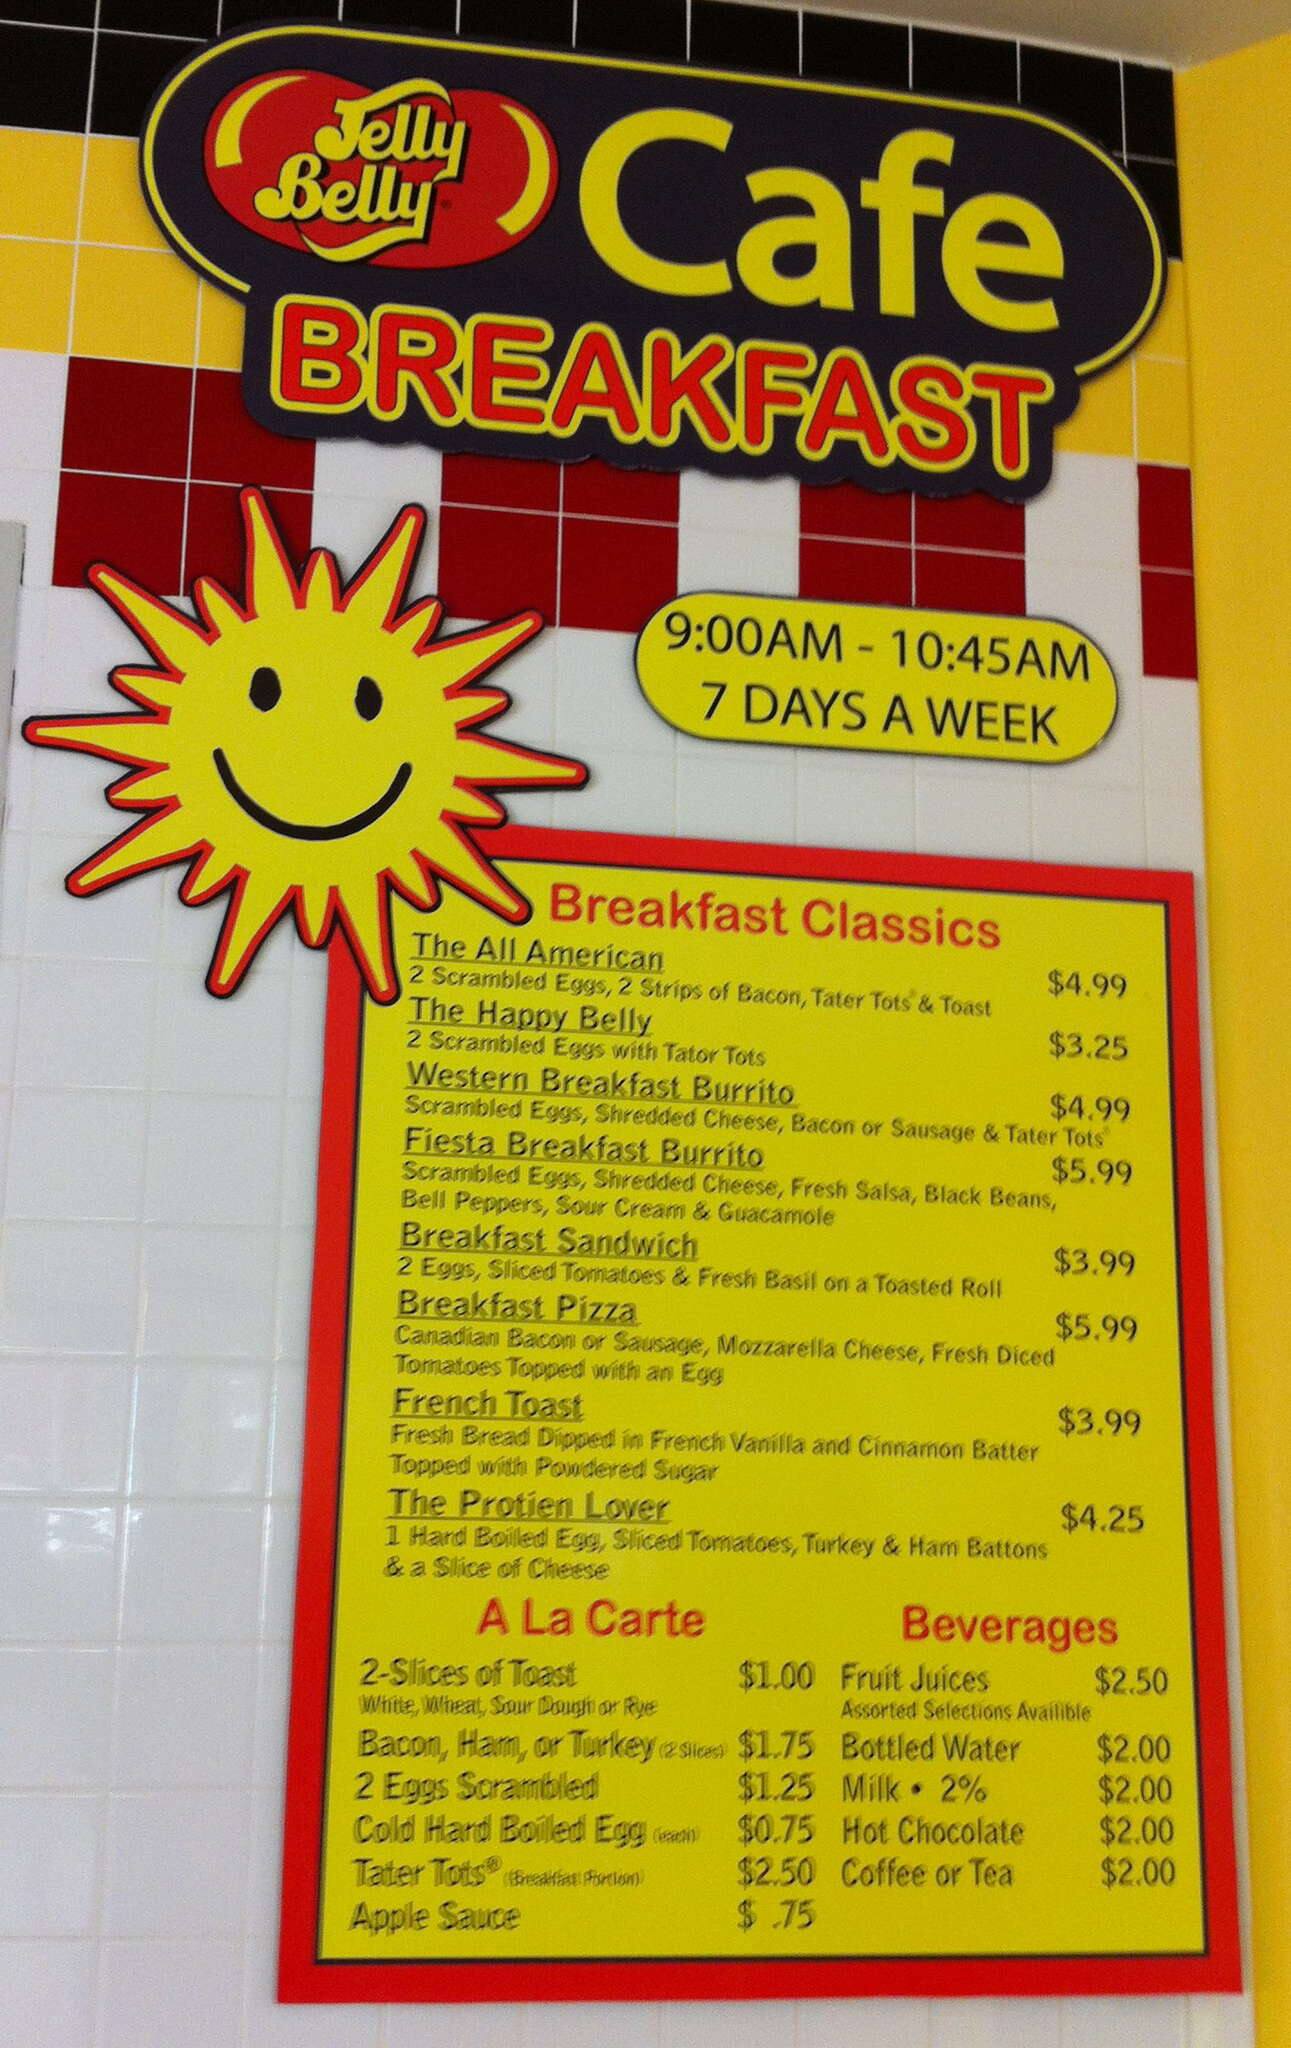 Jelly
Belly®
Cafe
BREAKFAST
9:00AM - 10:45AM
7 DAYS A WEEK
Breakfast Classics
The All American $4.99
2 Scrambled Eggs, 2 Strips of Bacon, Tater Tots® & Toast
The Happy Belly $3.25
2 Scrambled Eggs with Tator Tots
Western Breakfast Burrito $4.99
Scrambled Eggs, Shredded Cheese, Bacon or Sausage & Tater Tots®
Fiesta Breakfast Burrito $5.99
Scrambled Eggs, Shredded Cheese, Fresh Salsa, Black Beans,
Bell Peppers, Sour Cream & Guacamole
Breakfast Sandwich $3.99
2 Eggs, Sliced Tomatoes & Fresh Basil on a Toasted Roll
Breakfast Pizza $5.99
Canadian Bacon or Sausage, Mozzarella Cheese, Fresh Diced
Tomatoes Topped with an Egg
French Toast $3.99
Fresh Bread Dipped in French Vanilla and Cinnamon Batter
Topped with Powdered Sugar
The Protien Lover $4.25
1 Hard Boiled Egg, Sliced Tomatoes, Turkey & Ham Battons
& a Slice of Cheese
A La Carte
2-Slices of Toast $1.00
White, Wheat, Sour Dough or Rye
Bacon, Ham, or Turkey (2 Slices) $1.75
2 Eggs Scrambled $1.25
Cold Hard Boiled Egg (each) $0.75
Tater Tots® (Breakfast Portion) $2.50
Apple Sauce $ .75
Beverages
Fruit Juices $2.50
Assorted Selections Availible
Bottled Water $2.00
Milk • 2% $2.00
Hot Chocolate $2.00
Coffee or Tea $2.00